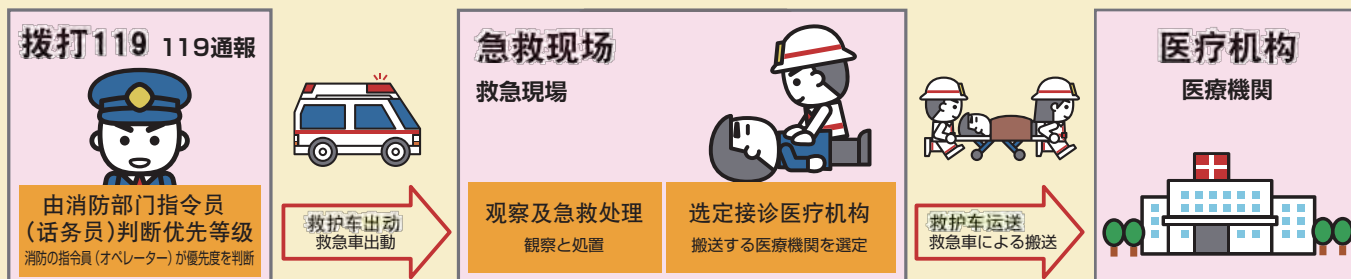 拨打119 119通報
由消防部门指令员
（话务员）判断优先等级
消防の指令員（オペレーター）が優先度を判断
救护车出动
救急車出動
急救现场
救急現場
观察及急救处理
観察と処置
选定接诊医疗机构
搬送する医療機関を選定
救护车运送
救急車による搬送
医疗机构
医療機関